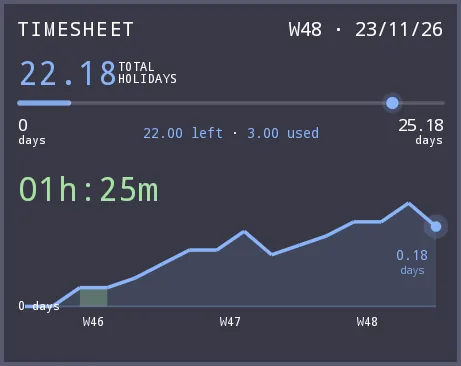 TIMESHEET
W48 · 23/11/26
22.18
TOTAL
HOLIDAYS
0
days
22.00 left · 3.00 used
25.18
days
01h:25m
0.18
days
0 days
W46
W47
W48